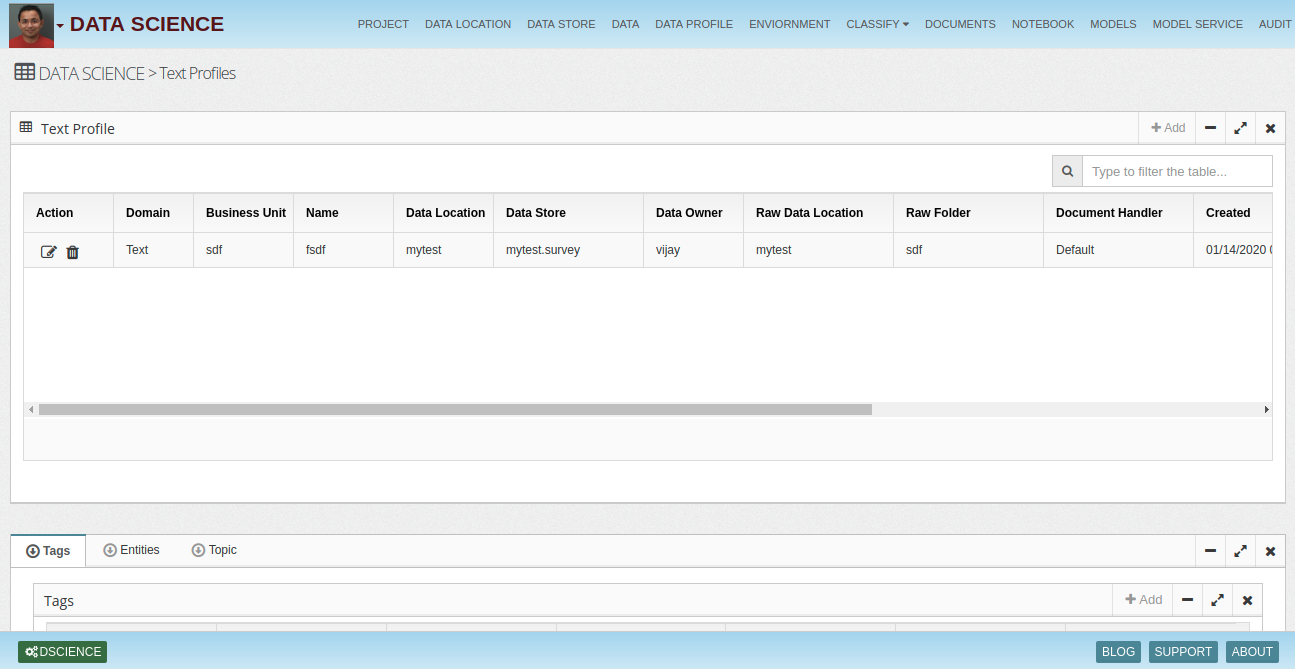 DATA SCIENCE PROJECT DATA LOCATION DATA STORE DATA DATA PROFILE ENVIORNMENT CLASSIFY DOCUMENTS NOTEBOOK MODELS MODEL SERVICE AUDIT
DATA SCIENCE > Text Profiles
Text Profile Add
Type to filter the table...
Action Domain Business Unit Name Data Location Data Store Data Owner Raw Data Location Raw Folder Document Handler Created
Text sdf fsdf mytest mytest.survey vijay mytest sdf Default 01/14/2020
Tags Entities Topic
Tags Add
DSCIENCE BLOG SUPPORT ABOUT